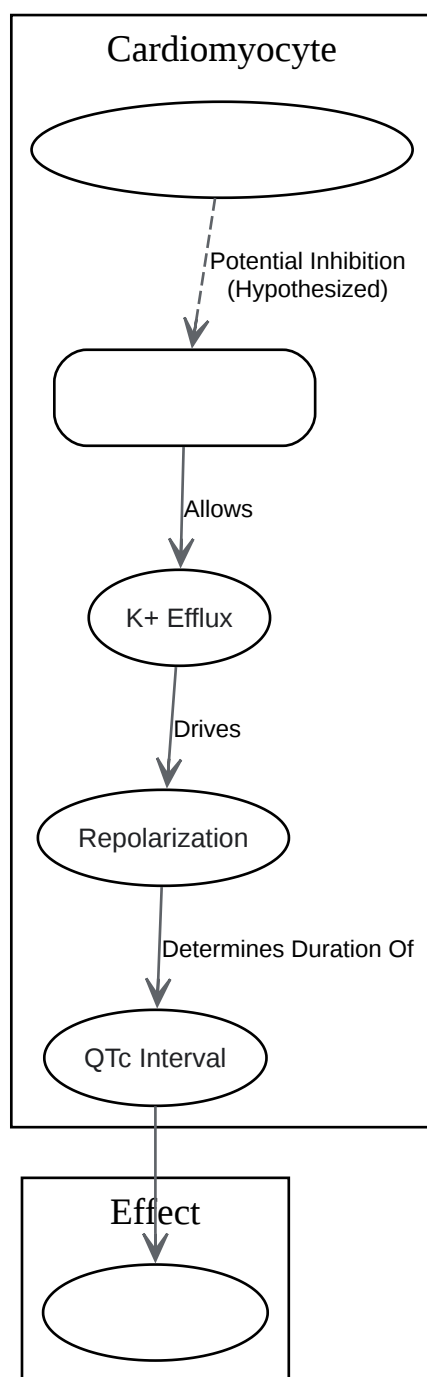 Cardiomyocyte
Potential Inhibition
(Hypothesized)
Allows
K+ Efflux
Drives
Repolarization
Determines Duration Of
QTc Interval
Effect